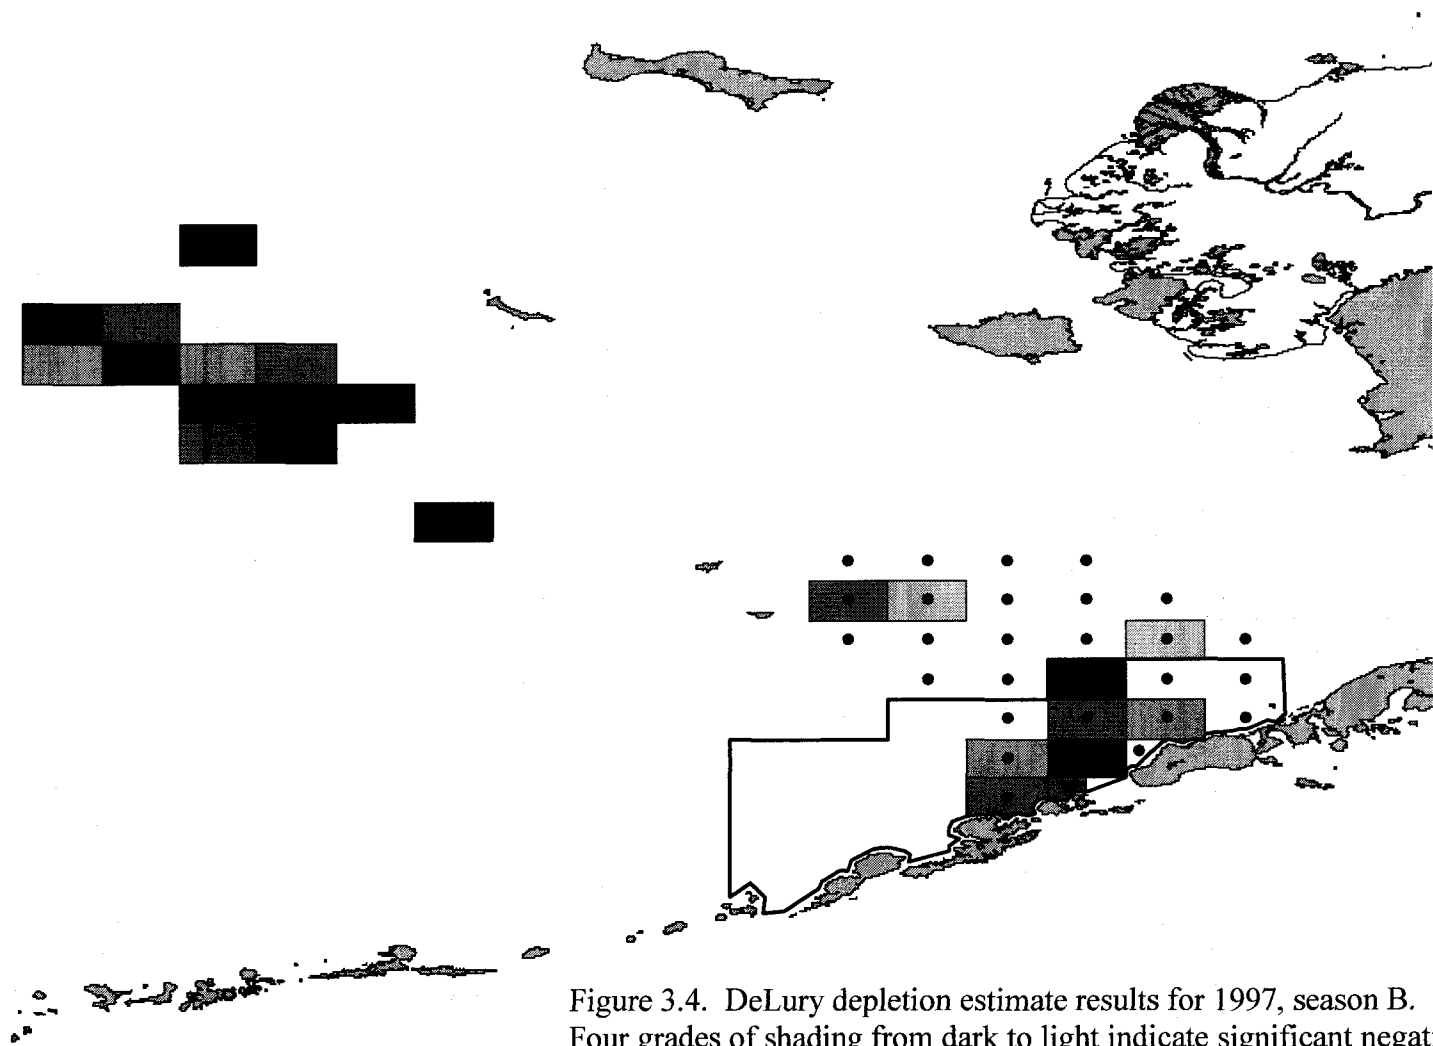 Figure 3.4. DeLury depletion estimate results for 1997, season B.
Four grades of shading from dark to light indicate significant negati